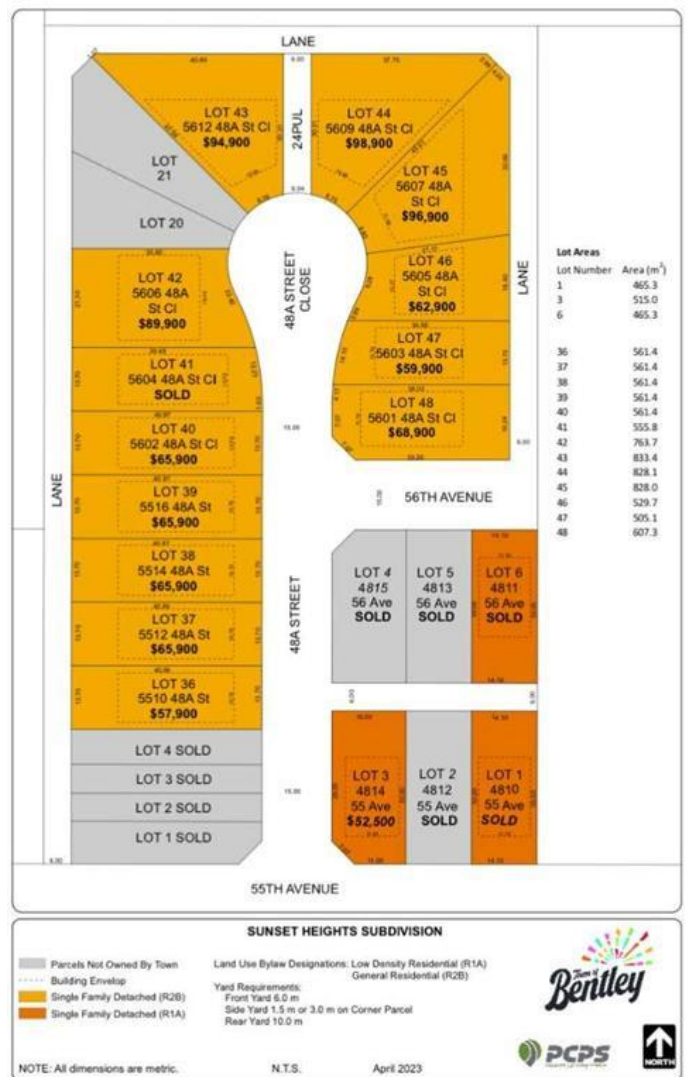 LANE
LOT 43
5612 48A St Cl
$94,900
24PUL
LOT 44
5609 48A St Cl
$98,900
LOT
21
LOT 45
5607 48A
St Cl
$96,900
LOT 20
LOT 42
5606 48A
St Cl
$89,900
48A STREET
CLOSE
LOT 46
5605 48A
St Cl
$62,900
LANE
LOT 41
5604 48A St Cl
SOLD
LOT 47
5603 48A St Cl
$59,900
LOT 40
5602 48A St Cl
$65,900
LOT 48
5601 48A St Cl
$68,900
LANE
LOT 39
5516 48A St
$65,900
56TH AVENUE
LOT 38
5514 48A St
$65,900
48A STREET
LOT 37
5512 48A St
$65,900
LOT 36
5510 48A St
$57,900
LOT 4
4815
56 Ave
SOLD
LOT 5
4813
56 Ave
SOLD
LOT 6
4811
56 Ave
SOLD
LOT 4 SOLD
LOT 3 SOLD
LOT 2 SOLD
LOT 1 SOLD
LOT 3
4814
55 Ave
$52,500
LOT 2
4812
55 Ave
SOLD
LOT 1
4810
55 Ave
SOLD
55TH AVENUE
Lot Areas
Lot Number Area (m²)
1 465.3
3 515.0
6 465.3
36 561.4
37 561.4
38 561.4
39 561.4
40 561.4
41 555.8
42 763.7
43 833.4
44 828.1
45 828.0
46 529.7
47 505.1
48 607.3
SUNSET HEIGHTS SUBDIVISION
Parcels Not Owned By Town
Building Envelop
Single Family Detached (R2B)
Single Family Detached (R1A)
Land Use Bylaw Designations: Low Density Residential (R1A)
General Residential (R2B)
Yard Requirements:
Front Yard 6.0 m
Side Yard 1.5 m or 3.0 m on Corner Parcel
Rear Yard 10.0 m
Town of
Bentley
PCPS
NORTH
NOTE: All dimensions are metric.
N.T.S.
April 2023